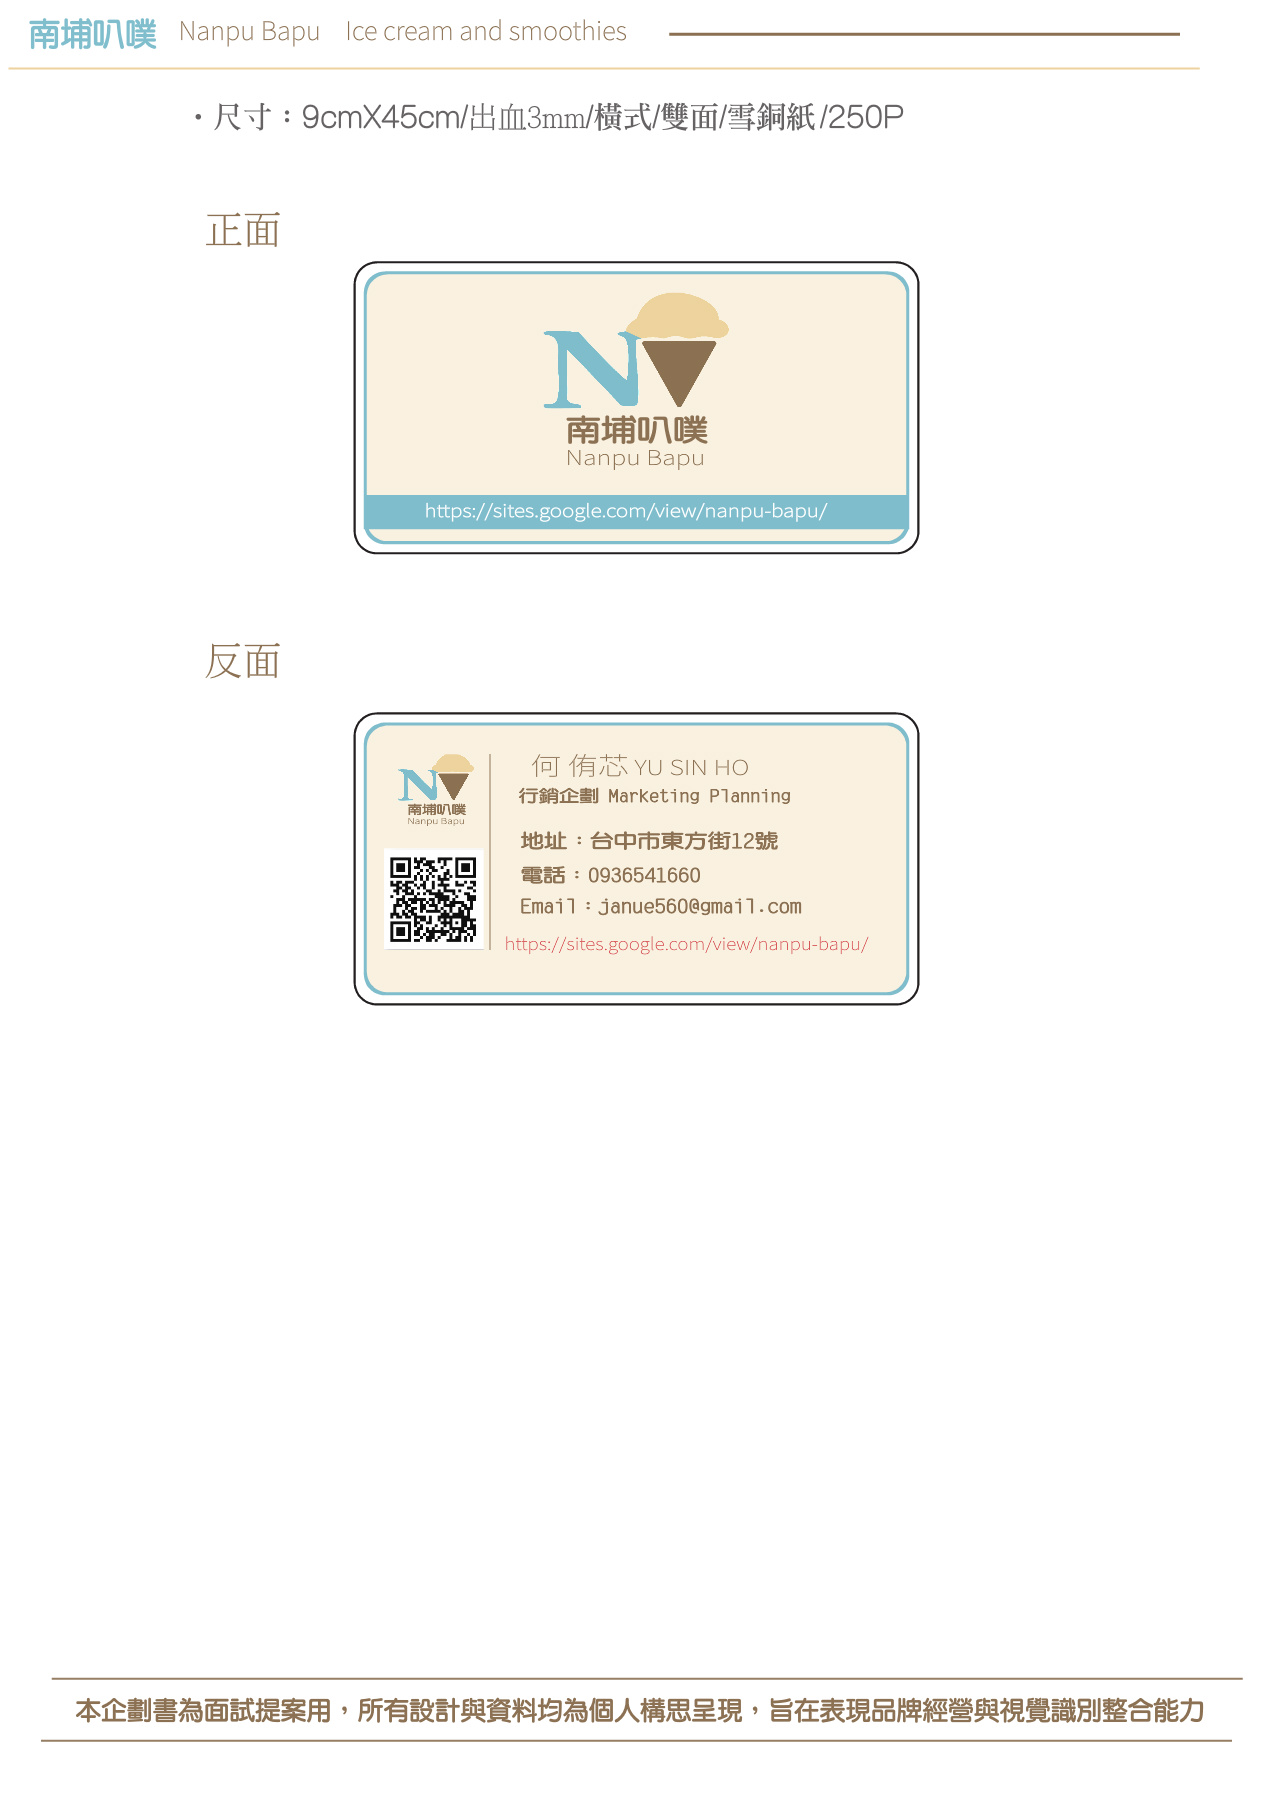 南埔叭噗 Nanpu Bapu Ice cream and smoothies
・尺寸：9cmX45cm/出血3mm/橫式/雙面/雪銅紙/250P
正面
N
南埔叭噗
Nanpu Bapu
https://sites.google.com/view/nanpu-bapu/
反面
N
南埔叭噗
Nanpu Bapu
何 侑芯 YU SIN HO
行銷企劃 Marketing Planning
地址：台中市東方街12號
電話：0936541660
Email：janue560@gmail.com
https://sites.google.com/view/nanpu-bapu/
本企劃書為面試提案用，所有設計與資料均為個人構思呈現，旨在表現品牌經營與視覺識別整合能力